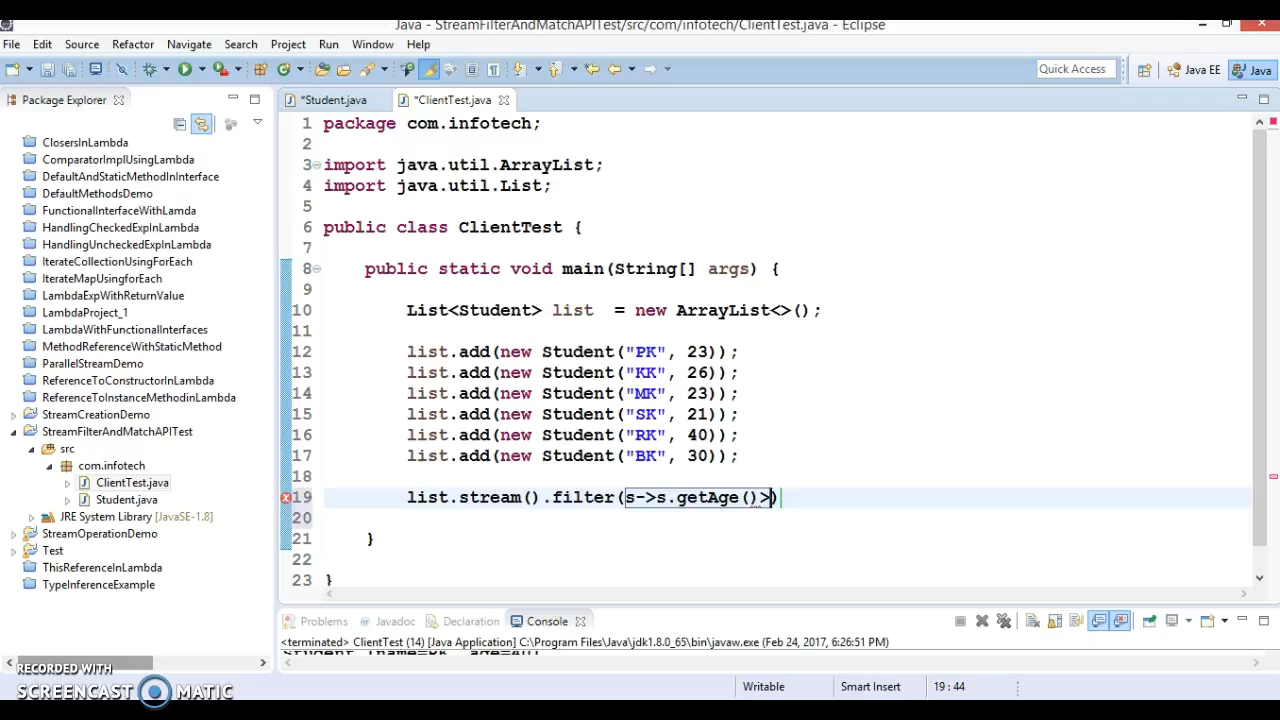 Java - StreamFilterAndMatchAPITest/src/com/infotech/ClientTest.java - Eclipse
File Edit Source Refactor Navigate Search Project Run Window Help
Quick Access Java EE Java
Package Explorer
*Student.java *ClientTest.java
ClosersInLambda
ComparatorImplUsingLambda
DefaultAndStaticMethodInInterface
DefaultMethodsDemo
FunctionalInterfaceWithLamda
HandlingCheckedExpInLambda
HandlingUncheckedExpInLambda
IterateCollectionUsingForEach
IterateMapUsingforEach
LambdaExpWithReturnValue
LambdaProject_1
LambdaWithFunctionalInterfaces
MethodReferenceWithStaticMethod
ParallelStreamDemo
ReferenceToConstructorInLambda
ReferenceToInstanceMethodinLambda
StreamCreationDemo
StreamFilterAndMatchAPITest
src
com.infotech
ClientTest.java
Student.java
JRE System Library [JavaSE-1.8]
StreamOperationDemo
Test
ThisReferenceInLambda
TypeInferenceExample
1 package com.infotech;
2
3 import java.util.ArrayList;
4 import java.util.List;
5
6 public class ClientTest {
7
8 public static void main(String[] args) {
9
10 List<Student> list = new ArrayList<>();
11
12 list.add(new Student("PK", 23));
13 list.add(new Student("KK", 26));
14 list.add(new Student("MK", 23));
15 list.add(new Student("SK", 21));
16 list.add(new Student("RK", 40));
17 list.add(new Student("BK", 30));
18
19 list.stream().filter(s->s.getAge()>)
20
21 }
22
23 }
Problems Javadoc Declaration Console
<terminated> ClientTest (14) [Java Application] C:\Program Files\Java\jdk1.8.0_65\bin\javaw.exe (Feb 24, 2017, 6:26:51 PM)
Writable Smart Insert 19 : 44
RECORDED WITH
SCREENCAST MATIC